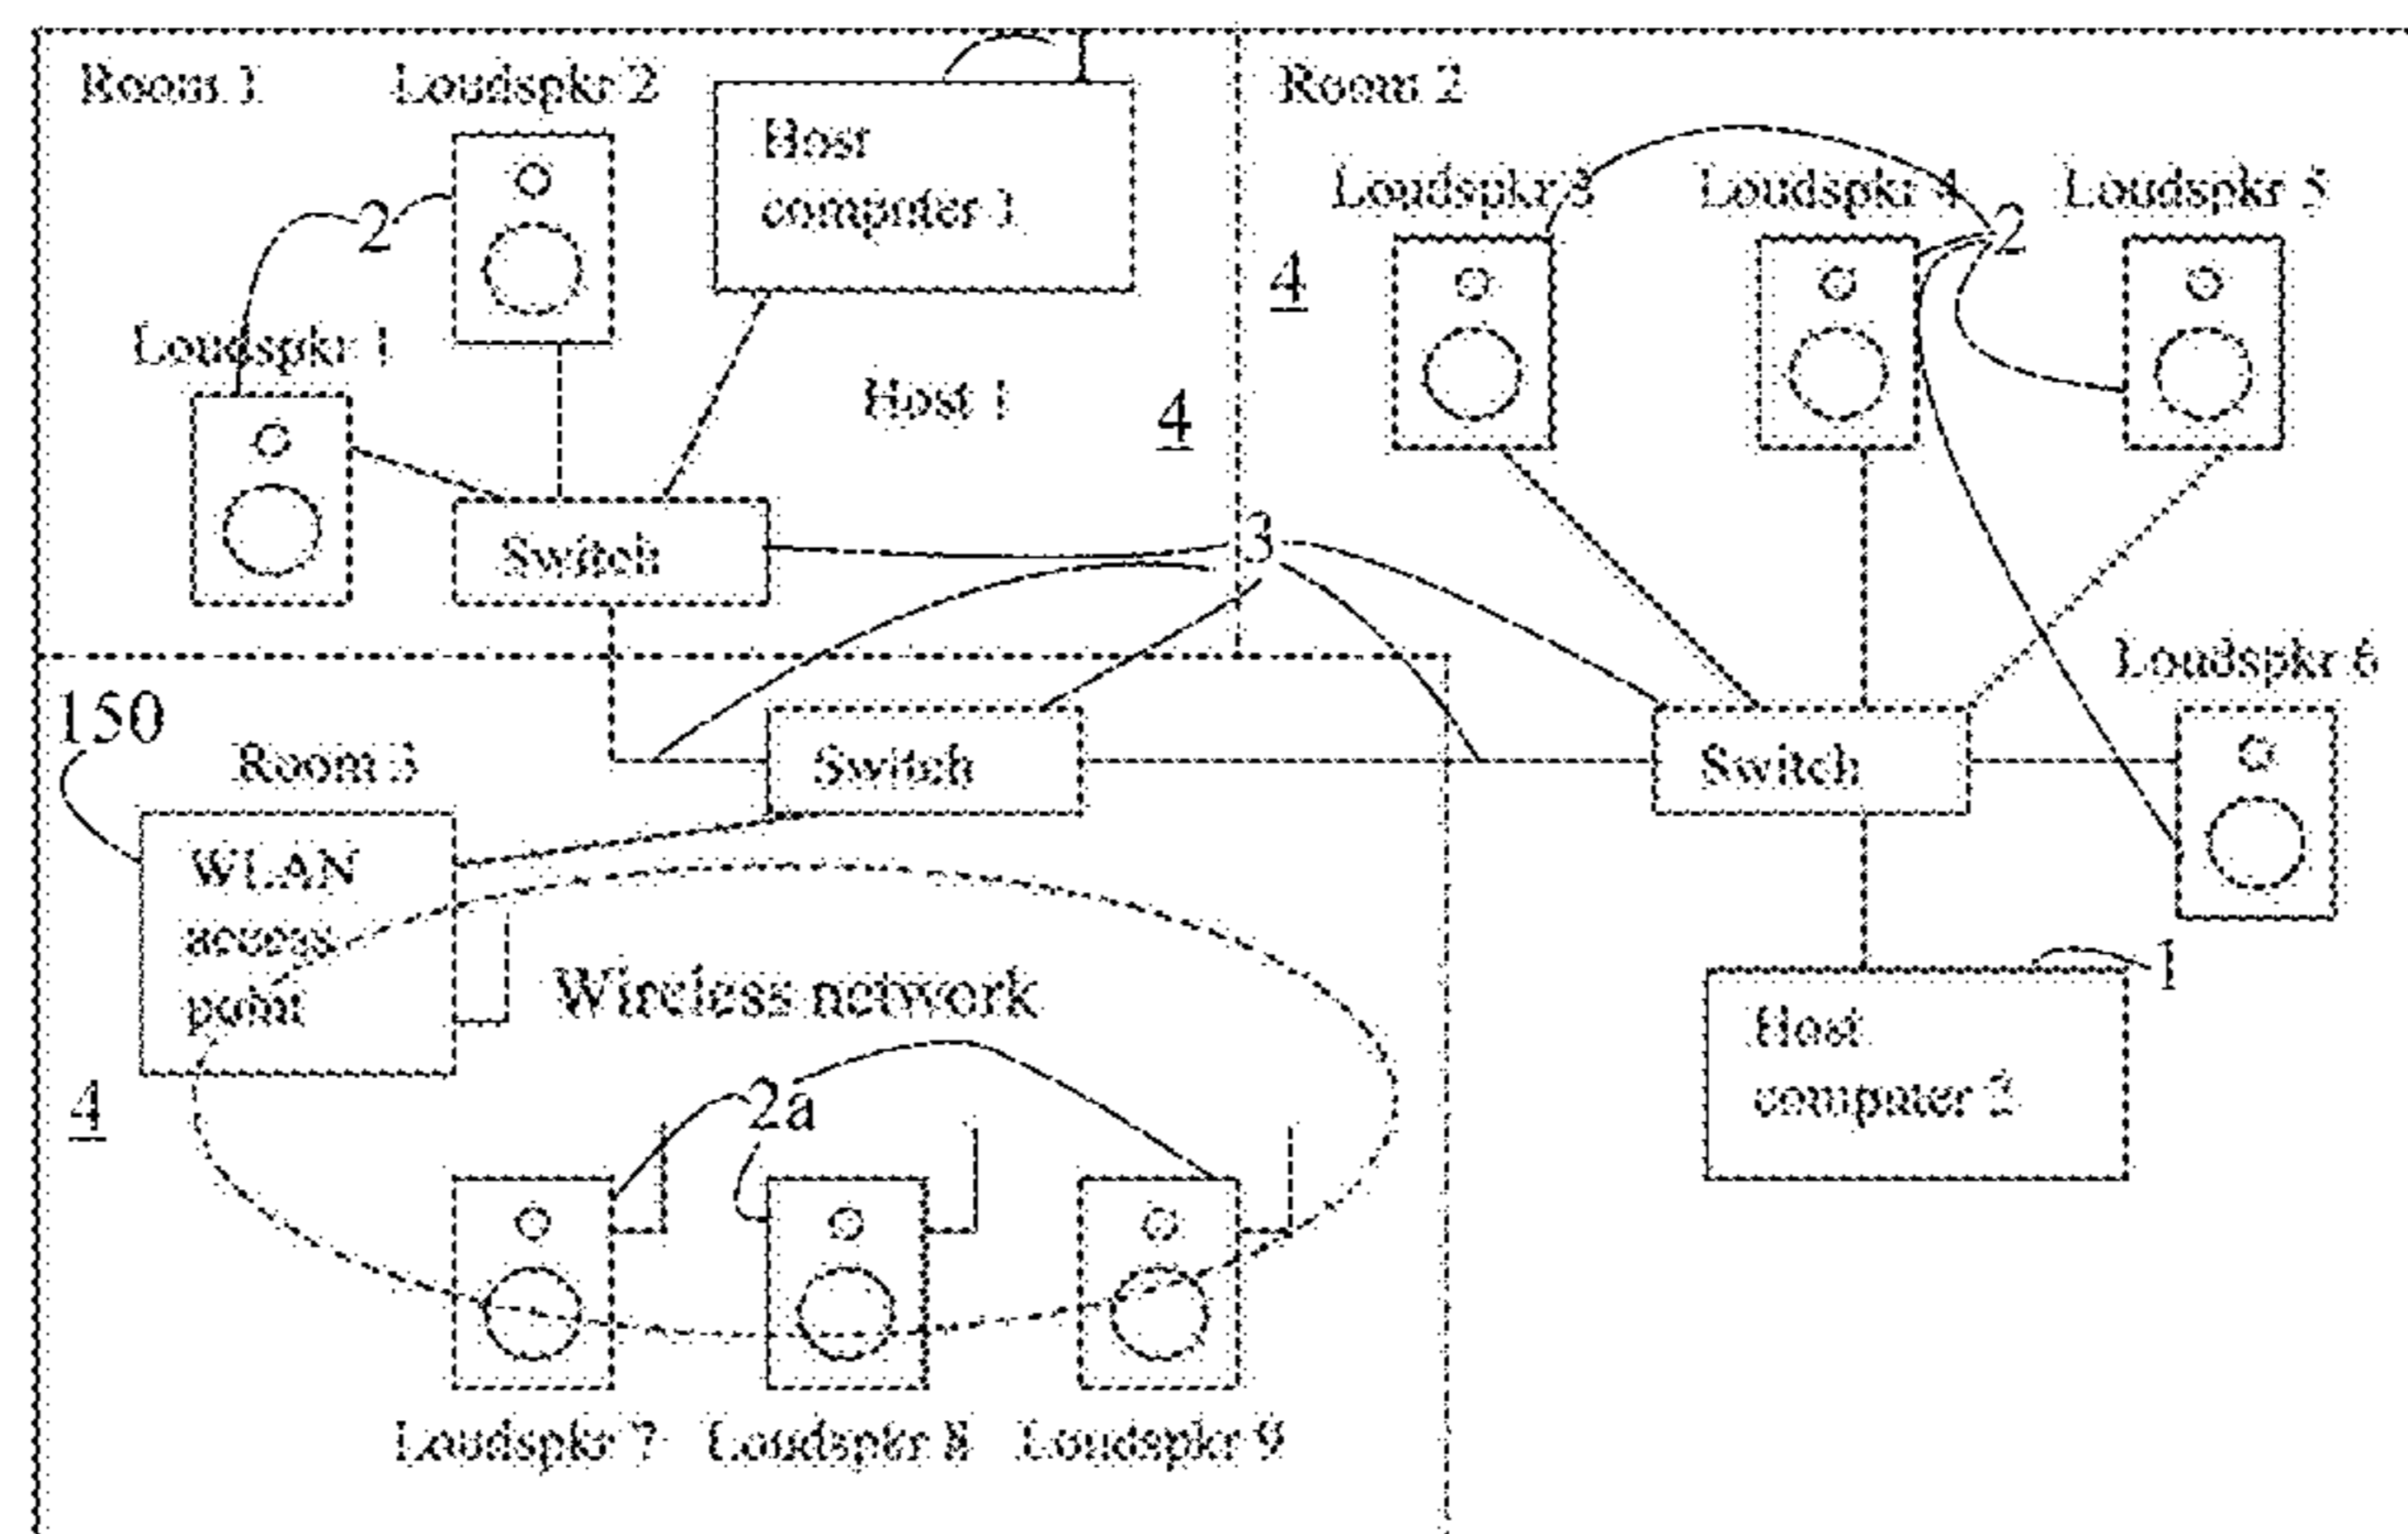 Room 1
Loudspkr 2
1
Host
computer 1
2
Loudspkr 1
Host 1
4
Switch
Room 2
Loudspkr 3
Loudspkr 4
Loudspkr 5
2
4
3
Loudspkr 6
Switch
Host
computer 2
1
150
Room 3
Switch
WLAN
access
point
Wireless network
4
2a
Loudspkr 7
Loudspkr 8
Loudspkr 9